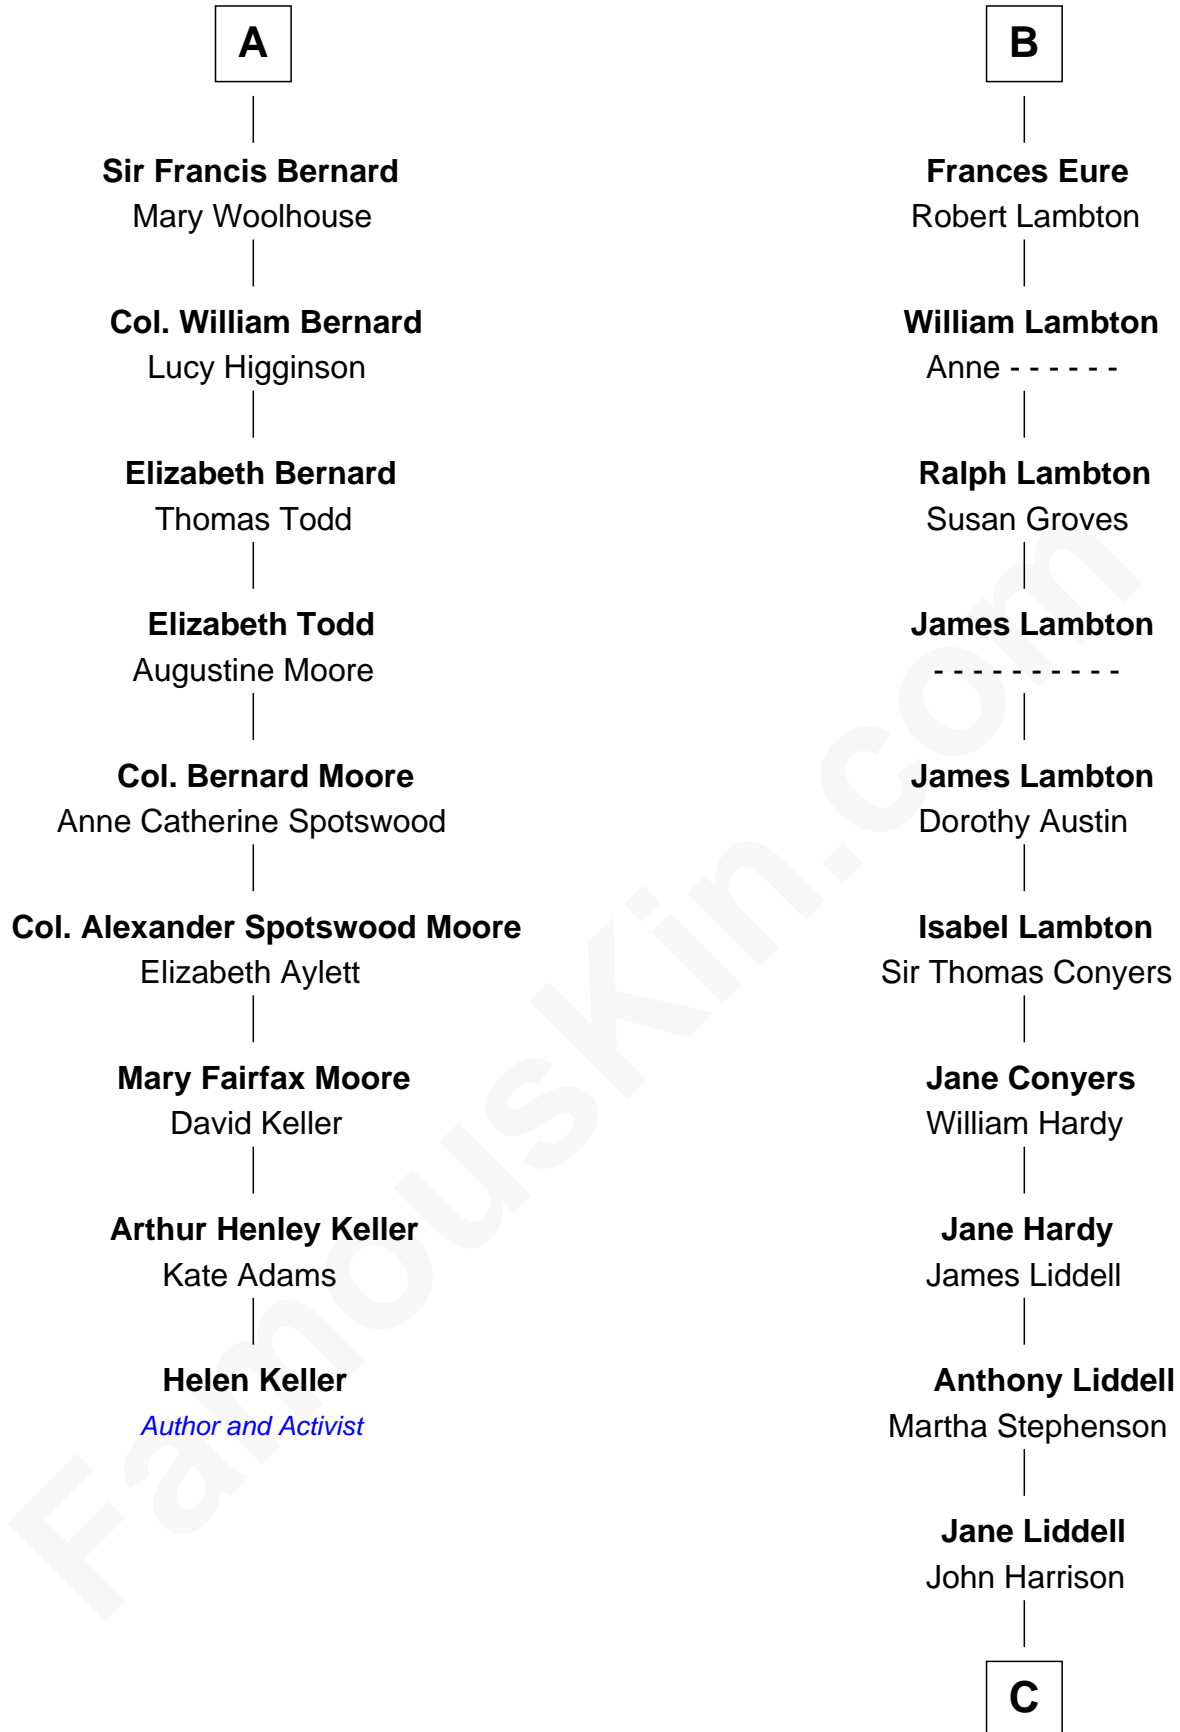 A
Sir Francis Bernard
Mary Woolhouse
Col. William Bernard
Lucy Higginson
Elizabeth Bernard
Thomas Todd
Elizabeth Todd
Augustine Moore
Col. Bernard Moore
Anne Catherine Spotswood
Col. Alexander Spotswood Moore
Elizabeth Aylett
Mary Fairfax Moore
David Keller
Arthur Henley Keller
Kate Adams
Helen Keller
Author and Activist
B
Frances Eure
Robert Lambton
William Lambton
Anne - - - - - -
Ralph Lambton
Susan Groves
James Lambton
- - - - - - - - - -
James Lambton
Dorothy Austin
Isabel Lambton
Sir Thomas Conyers
Jane Conyers
William Hardy
Jane Hardy
James Liddell
Anthony Liddell
Martha Stephenson
Jane Liddell
John Harrison
C
FamousKin.com